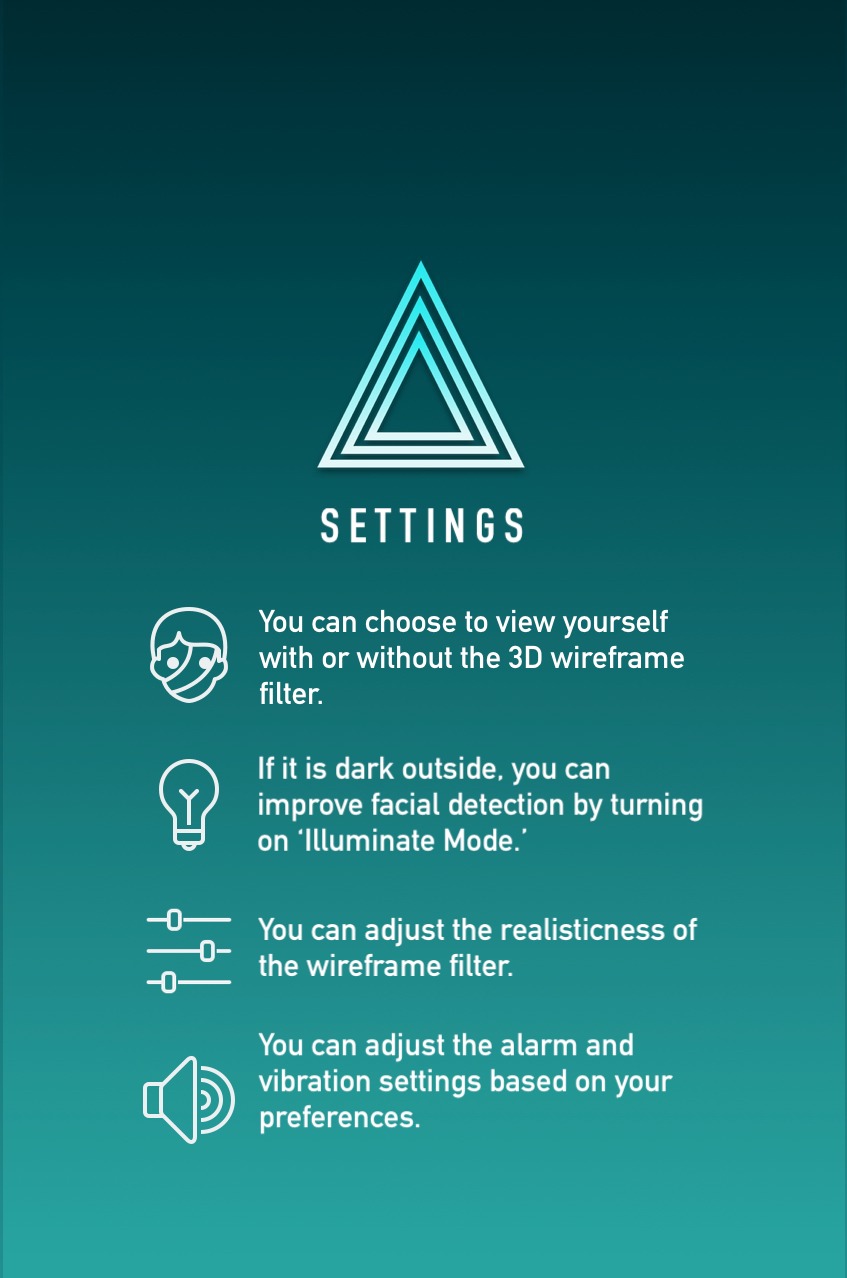 SETTINGS
You can choose to view yourself
with or without the 3D wireframe
filter.
If it is dark outside, you can
improve facial detection by turning
on ‘Illuminate Mode.’
You can adjust the realisticness of
the wireframe filter.
You can adjust the alarm and
vibration settings based on your
preferences.